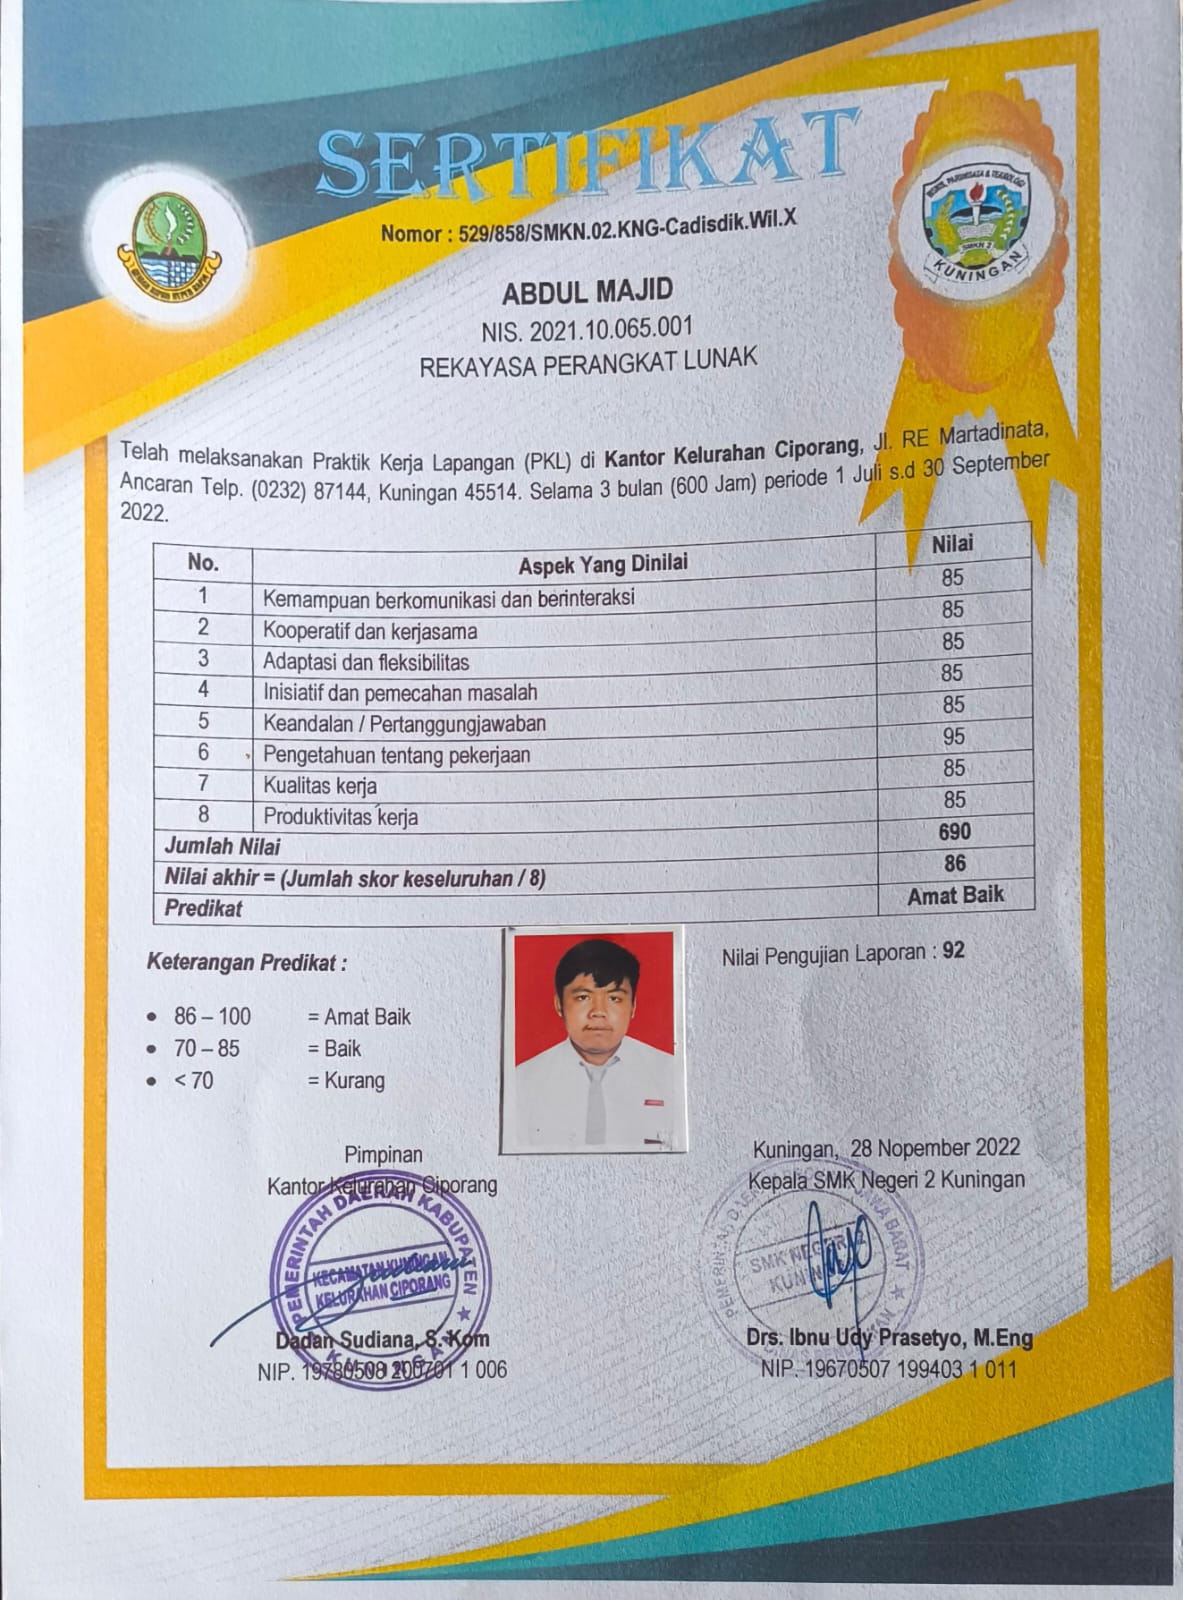 SERTIFIKAT
Nomor : 529/858/SMKN.02.KNG-Cadisdik.Wil.X
SMKN 2
KUNINGAN
ABDUL MAJID
NIS. 2021.10.065.001
REKAYASA PERANGKAT LUNAK
Telah melaksanakan Praktik Kerja Lapangan (PKL) di Kantor Kelurahan Ciporang, Jl. RE Martadinata,
Ancaran Telp. (0232) 87144, Kuningan 45514. Selama 3 bulan (600 Jam) periode 1 Juli s.d 30 September
2022.
No. Aspek Yang Dinilai Nilai
1 Kemampuan berkomunikasi dan berinteraksi 85
2 Kooperatif dan kerjasama 85
3 Adaptasi dan fleksibilitas 85
4 Inisiatif dan pemecahan masalah 85
5 Keandalan / Pertanggungjawaban 85
6 Pengetahuan tentang pekerjaan 95
7 Kualitas kerja 85
8 Produktivitas kerja 85
Jumlah Nilai 690
Nilai akhir = (Jumlah skor keseluruhan / 8) 86
Predikat Amat Baik
Keterangan Predikat :
Nilai Pengujian Laporan : 92
• 86 – 100 = Amat Baik
• 70 – 85 = Baik
• < 70 = Kurang
Pimpinan
Kantor Kelurahan Ciporang
PEMERINTAH DAERAH KABUPATEN
KECAMATAN KUNINGAN
KELURAHAN CIPORANG
KUNINGAN
Dadan Sudiana, S. Kom
NIP. 19780508 200701 1 006
Kuningan, 28 Nopember 2022
Kepala SMK Negeri 2 Kuningan
JAWA BARAT
SMK NEGERI 2
KUNINGAN
Drs. Ibnu Udy Prasetyo, M.Eng
NIP. 19670507 199403 1 011